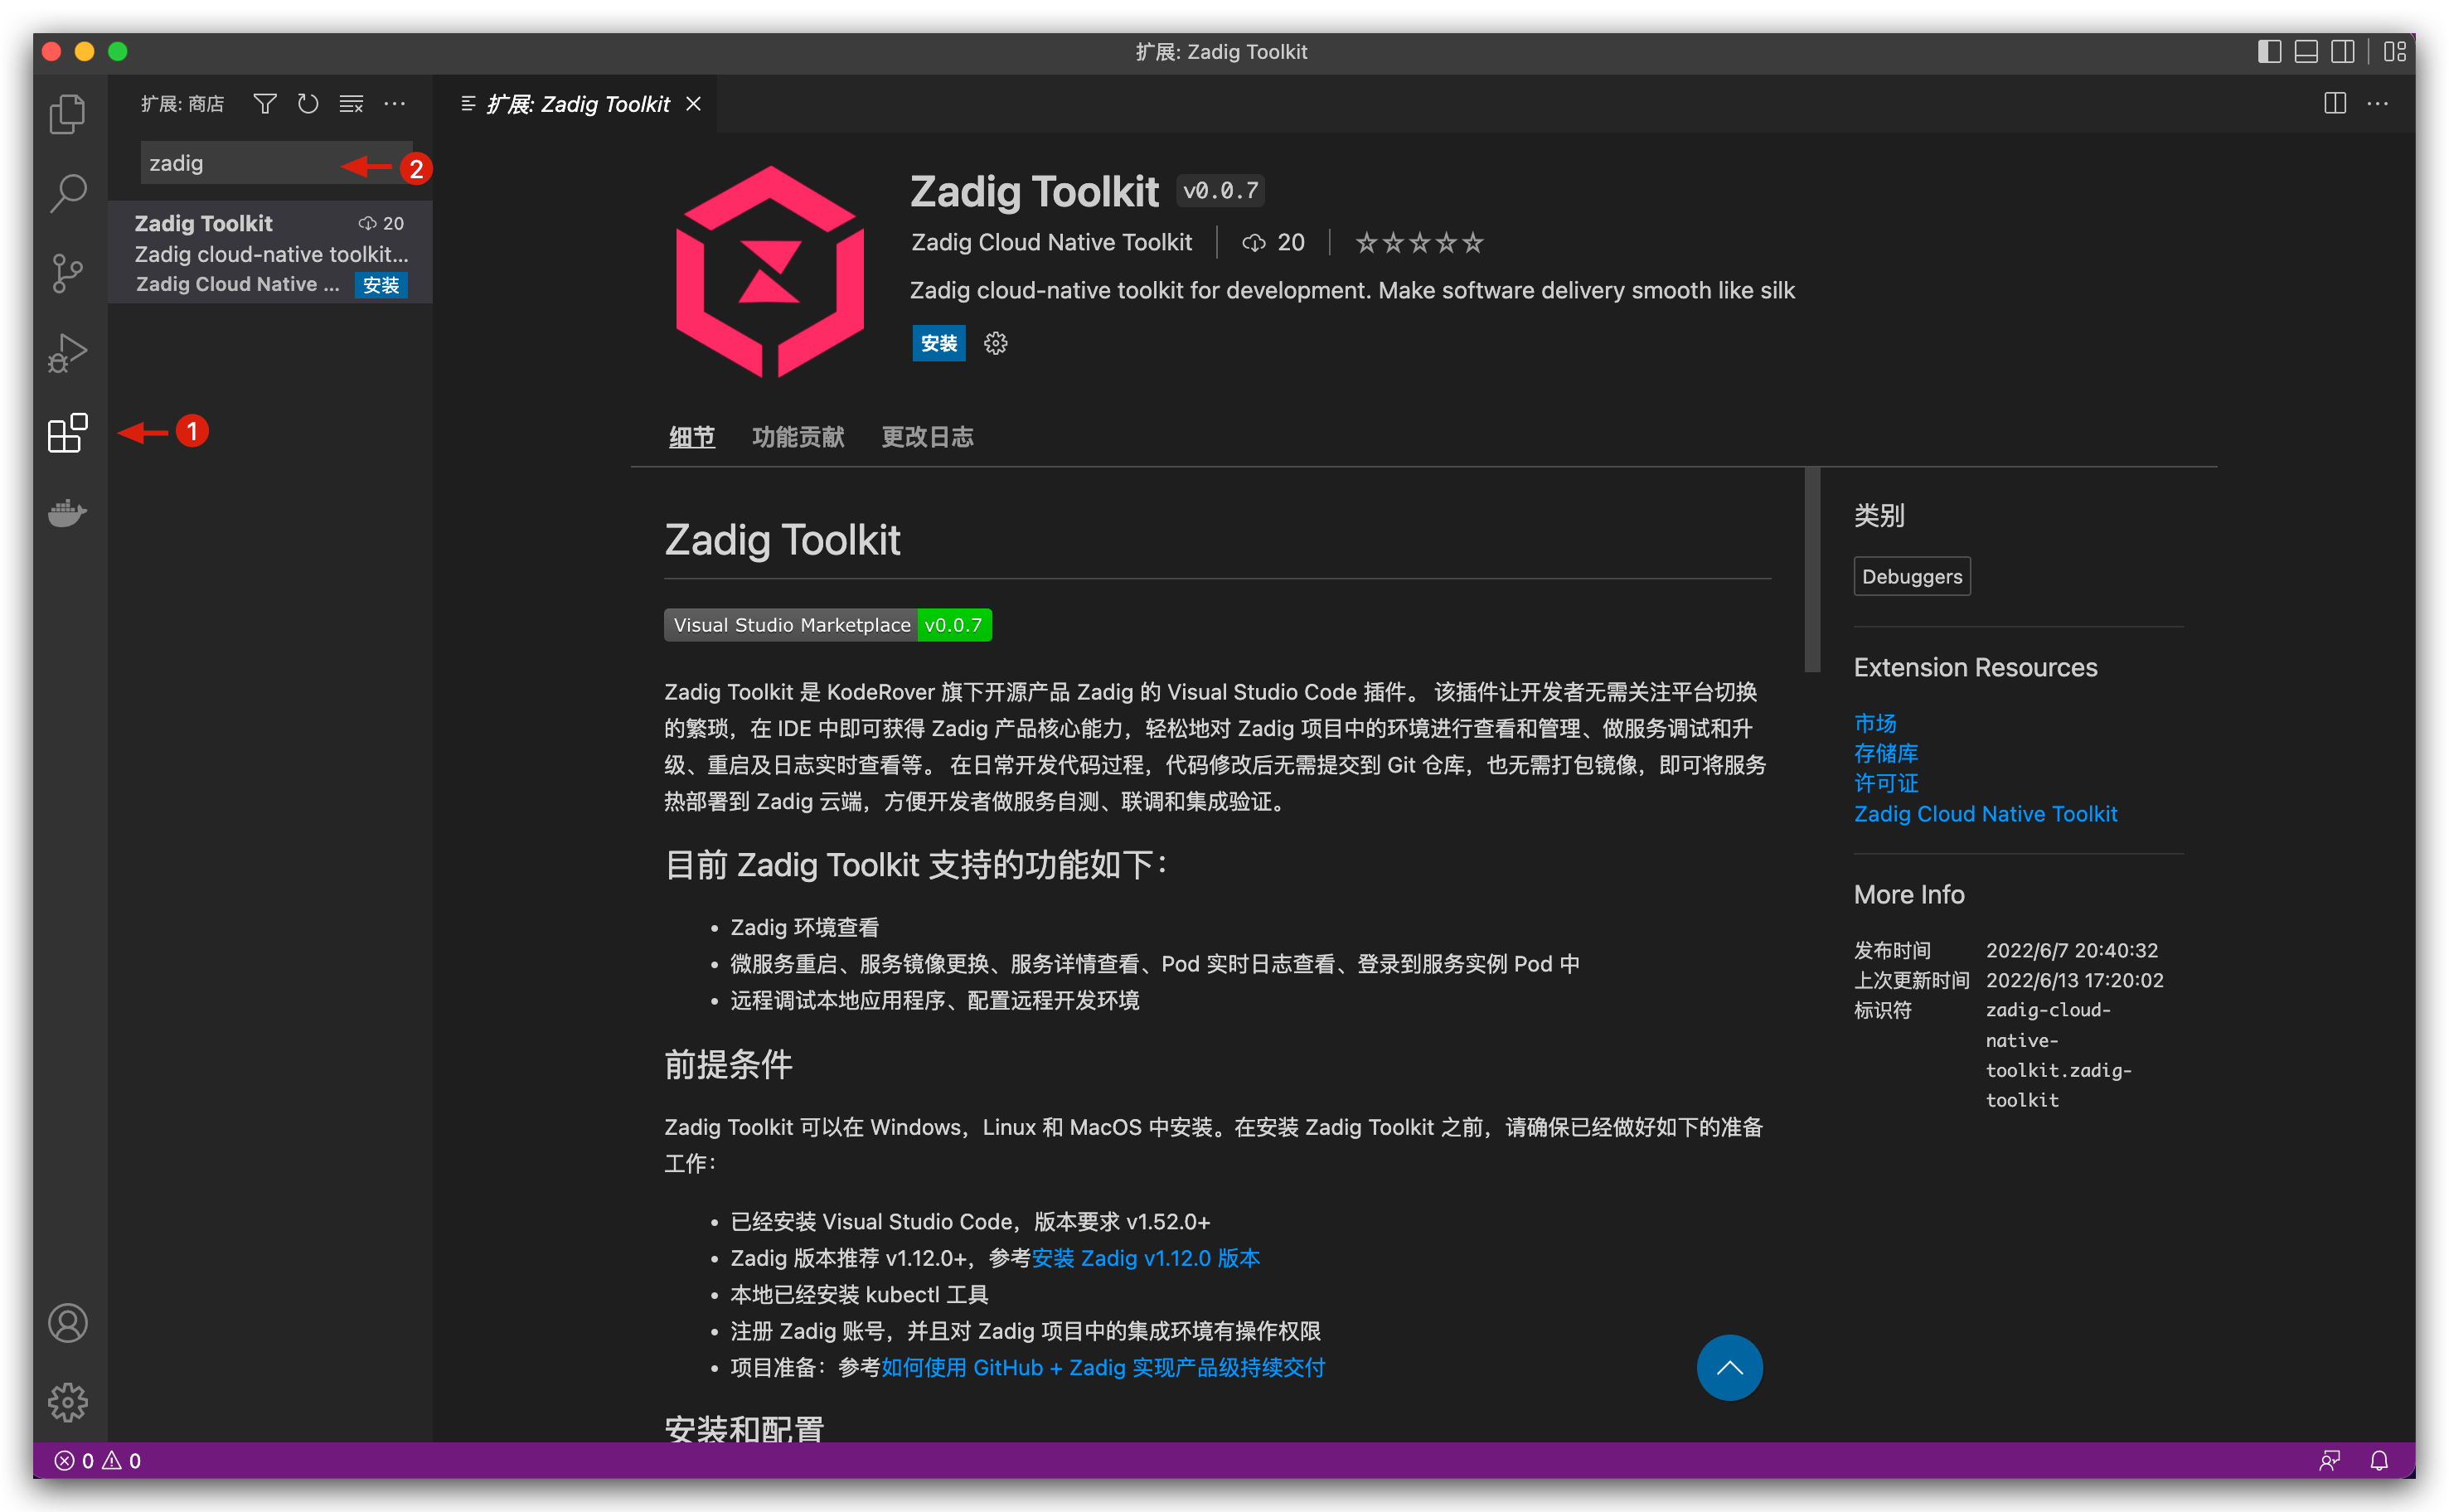 扩展: Zadig Toolkit
扩展: 商店
扩展: Zadig Toolkit
zadig
2
Zadig Toolkit 20
Zadig cloud-native toolkit...
Zadig Cloud Native ... 安装
1
Zadig Toolkit v0.0.7
Zadig Cloud Native Toolkit 20
Zadig cloud-native toolkit for development. Make software delivery smooth like silk
安装
细节 功能贡献 更改日志
Zadig Toolkit
Visual Studio Marketplace v0.0.7
Zadig Toolkit 是 KodeRover 旗下开源产品 Zadig 的 Visual Studio Code 插件。 该插件让开发者无需关注平台切换
的繁琐，在 IDE 中即可获得 Zadig 产品核心能力，轻松地对 Zadig 项目中的环境进行查看和管理、做服务调试和升
级、重启及日志实时查看等。 在日常开发代码过程，代码修改后无需提交到 Git 仓库，也无需打包镜像，即可将服务
热部署到 Zadig 云端，方便开发者做服务自测、联调和集成验证。
目前 Zadig Toolkit 支持的功能如下：
• Zadig 环境查看
• 微服务重启、服务镜像更换、服务详情查看、Pod 实时日志查看、登录到服务实例 Pod 中
• 远程调试本地应用程序、配置远程开发环境
前提条件
Zadig Toolkit 可以在 Windows，Linux 和 MacOS 中安装。在安装 Zadig Toolkit 之前，请确保已经做好如下的准备
工作：
• 已经安装 Visual Studio Code，版本要求 v1.52.0+
• Zadig 版本推荐 v1.12.0+，参考安装 Zadig v1.12.0 版本
• 本地已经安装 kubectl 工具
• 注册 Zadig 账号，并且对 Zadig 项目中的集成环境有操作权限
• 项目准备：参考如何使用 GitHub + Zadig 实现产品级持续交付
安装和配置
类别
Debuggers
Extension Resources
市场
存储库
许可证
Zadig Cloud Native Toolkit
More Info
发布时间 2022/6/7 20:40:32
上次更新时间 2022/6/13 17:20:02
标识符 zadig-cloud-
native-
toolkit.zadig-
toolkit
0 0